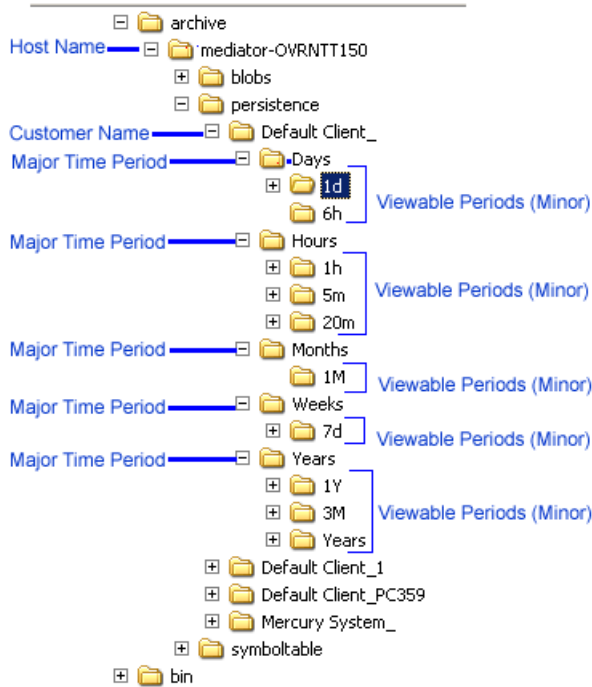 archive
Host Name mediator-OVRNTT150
blobs
persistence
Customer Name Default Client_
Major Time Period Days
1d
Viewable Periods (Minor)
6h
Major Time Period Hours
1h
5m Viewable Periods (Minor)
20m
Major Time Period Months
1M Viewable Periods (Minor)
Major Time Period Weeks
7d Viewable Periods (Minor)
Major Time Period Years
1Y
3M Viewable Periods (Minor)
Years
Default Client_1
Default Client_PC359
Mercury System_
symboltable
bin